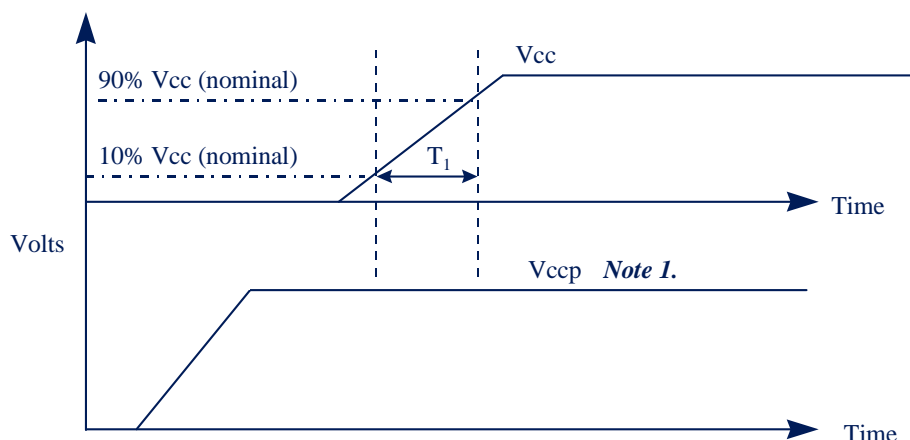 Vcc
90% Vcc (nominal)
10% Vcc (nominal)
T1
Time
Volts
Vccp Note 1.
Time